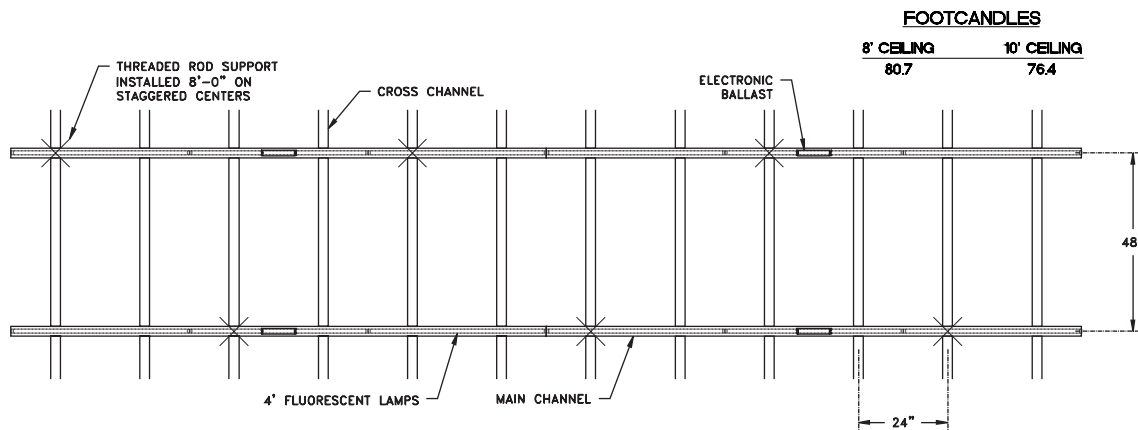 FOOTCANDLES
8' CEILING 10' CEILING
80.7 76.4
THREADED ROD SUPPORT
INSTALLED 8'-0" ON
STAGGERED CENTERS
CROSS CHANNEL
ELECTRONIC
BALLAST
48
4' FLUORESCENT LAMPS
MAIN CHANNEL
24"